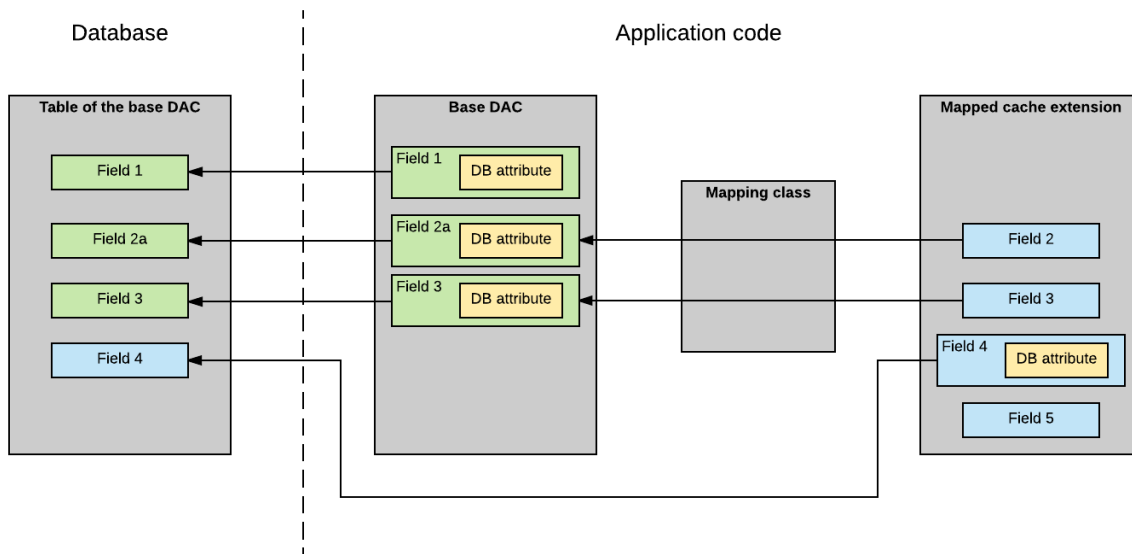 Database
Application code
Table of the base DAC
Field 1
Field 2a
Field 3
Field 4
Base DAC
Field 1
DB attribute
Field 2a
DB attribute
Field 3
DB attribute
Mapping class
Mapped cache extension
Field 2
Field 3
Field 4
DB attribute
Field 5